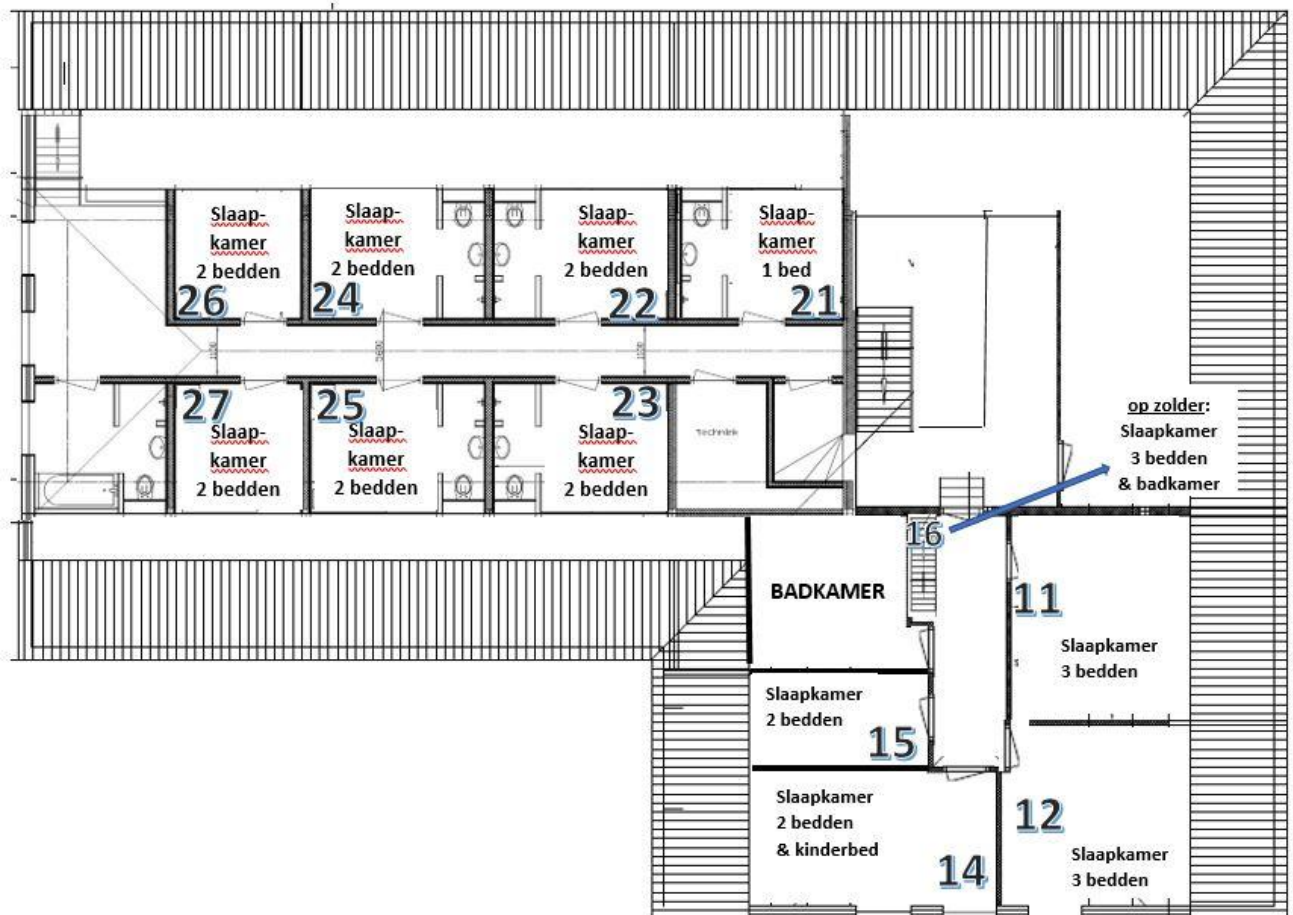 Slaap-
kamer
2 bedden
26
Slaap-
kamer
2 bedden
24
Slaap-
kamer
2 bedden
22
Slaap-
kamer
1 bed
21
1100
1100
27
Slaap-
kamer
2 bedden
25
Slaap-
kamer
2 bedden
23
Slaap-
kamer
2 bedden
Techniek
op zolder:
Slaapkamer
3 bedden
& badkamer
16
BADKAMER
11
Slaapkamer
3 bedden
Slaapkamer
2 bedden
15
Slaapkamer
2 bedden
& kinderbed
14
12
Slaapkamer
3 bedden